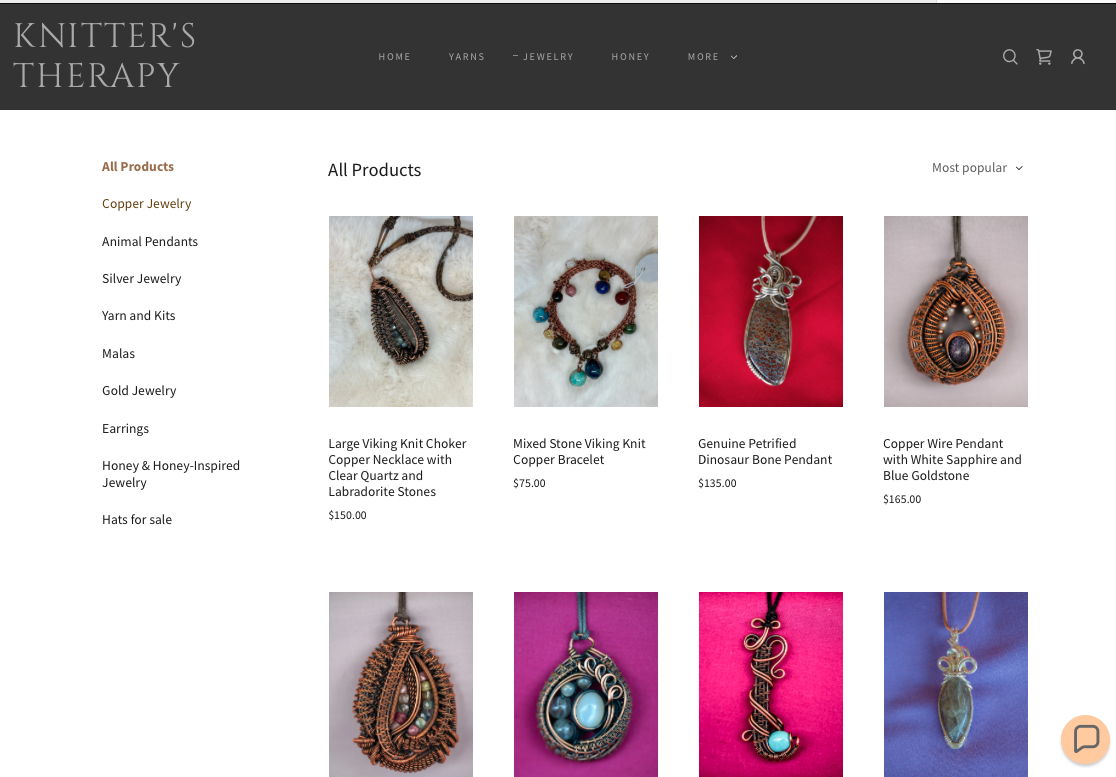 KNITTER'S
THERAPY
HOME YARNS – JEWELRY HONEY MORE
All Products
Copper Jewelry
Animal Pendants
Silver Jewelry
Yarn and Kits
Malas
Gold Jewelry
Earrings
Honey & Honey-Inspired
Jewelry
Hats for sale
All Products
Most popular
Large Viking Knit Choker
Copper Necklace with
Clear Quartz and
Labradorite Stones
$150.00
Mixed Stone Viking Knit
Copper Bracelet
$75.00
Genuine Petrified
Dinosaur Bone Pendant
$135.00
Copper Wire Pendant
with White Sapphire and
Blue Goldstone
$165.00